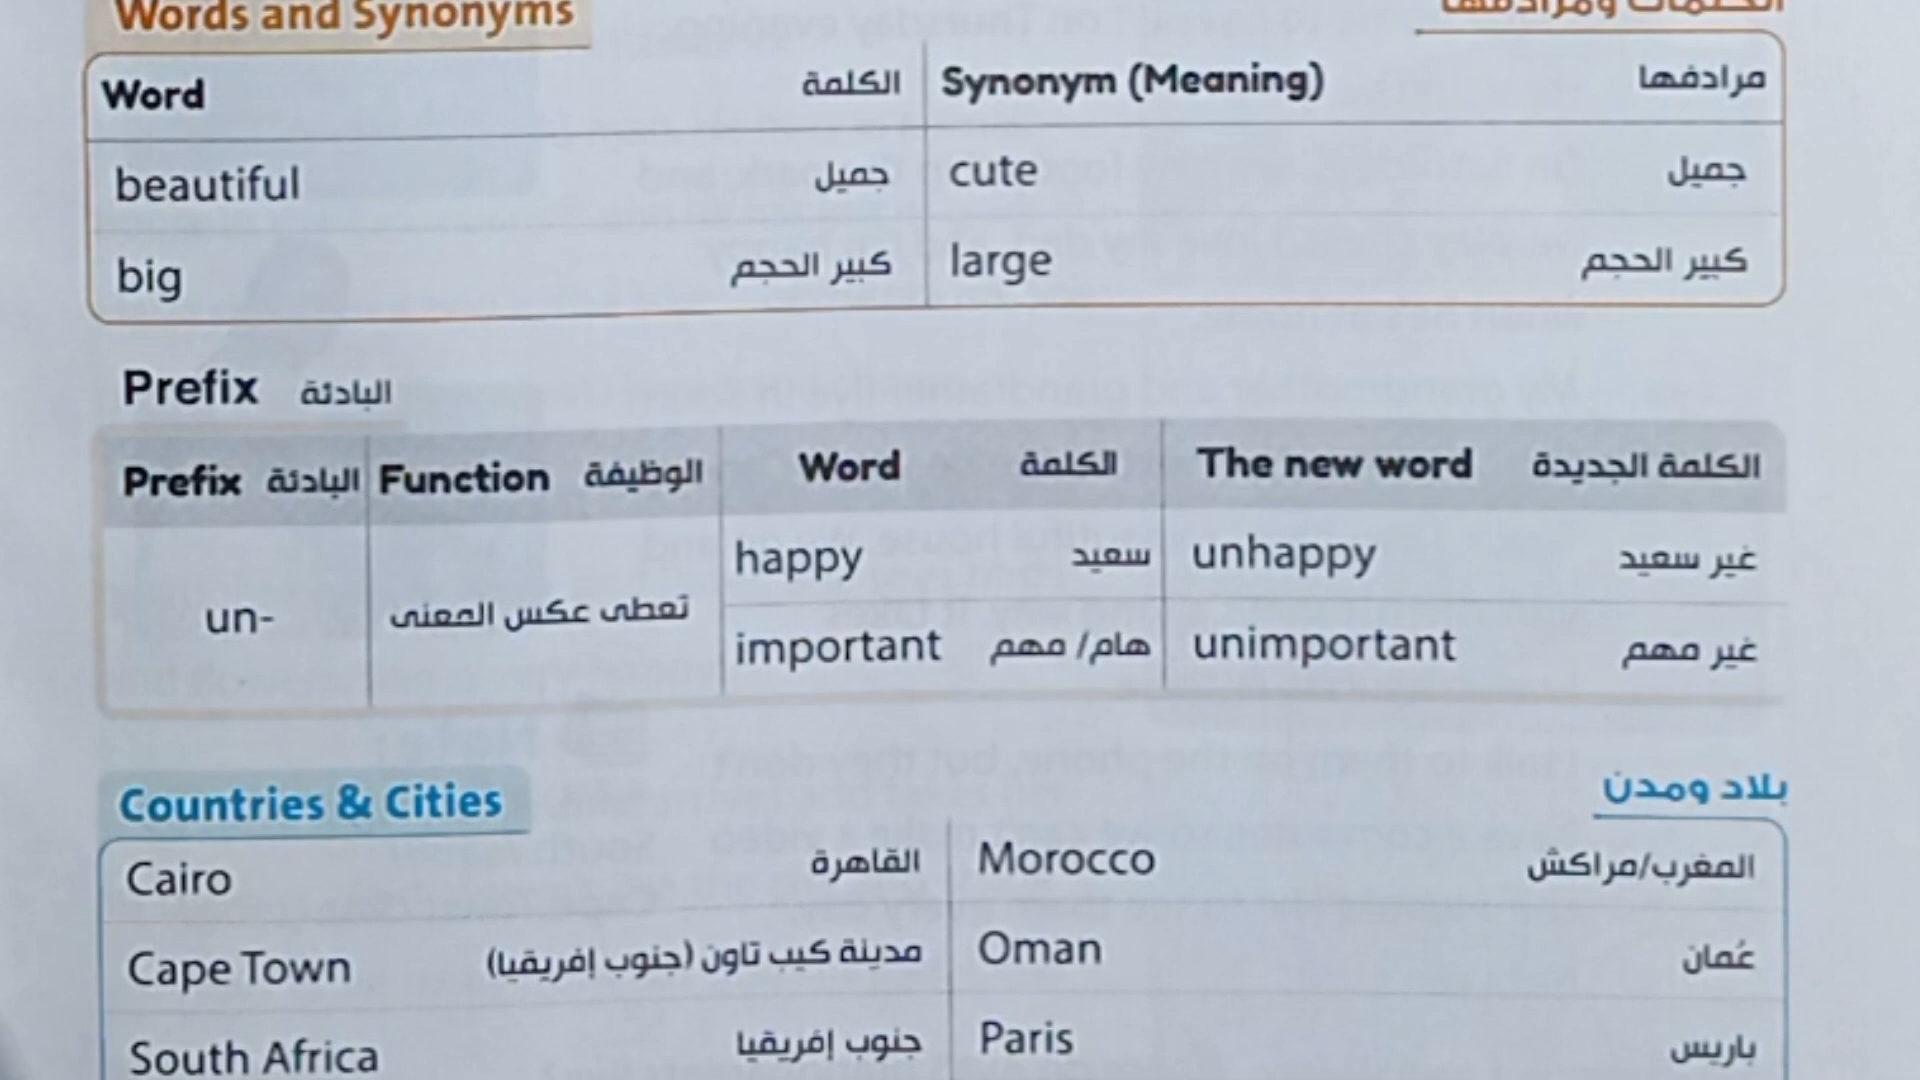 Words and Synonyms الكلمات ومرادفها
Word الكلمة Synonym (Meaning) مرادفها
beautiful جميل cute جميل
big كبير الحجم large كبير الحجم
Prefix البادئة
Prefix البادئة Function الوظيفة Word الكلمة The new word الكلمة الجديدة
happy سعيد unhappy غير سعيد
un- تعطى عكس المعنى
important هام/ مهم unimportant غير مهم
Countries & Cities بلاد ومدن
Cairo القاهرة Morocco المغرب/مراكش
Cape Town مدينة كيب تاون (جنوب إفريقيا) Oman عُمان
South Africa جنوب إفريقيا Paris باريس